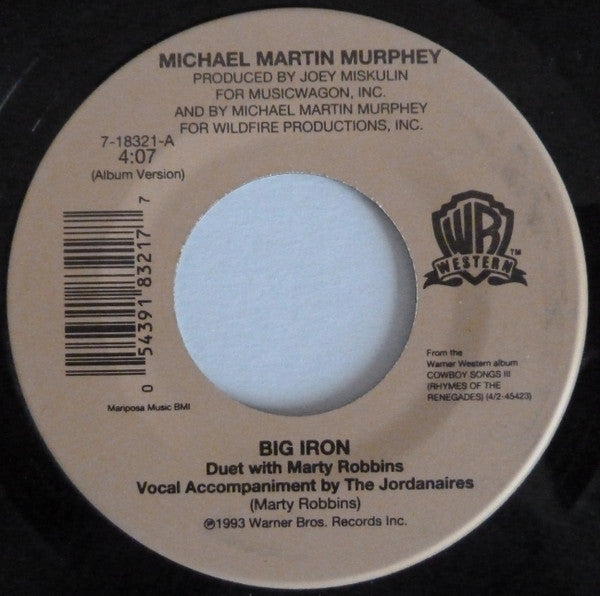 MICHAEL MARTIN MURPHEY
PRODUCED BY JOEY MISKULIN
FOR MUSICWAGON, INC.
AND BY MICHAEL MARTIN MURPHEY
FOR WILDFIRE PRODUCTIONS, INC.
7-18321-A
4:07
(Album Version)
0 54391 83217 7
WB ™
WESTERN
From the
Warner Western album
COWBOY SONGS III
(RHYMES OF THE
RENEGADES) (4/2-45423)
Mariposa Music BMI
BIG IRON
Duet with Marty Robbins
Vocal Accompaniment by The Jordanaires
(Marty Robbins)
℗1993 Warner Bros. Records Inc.